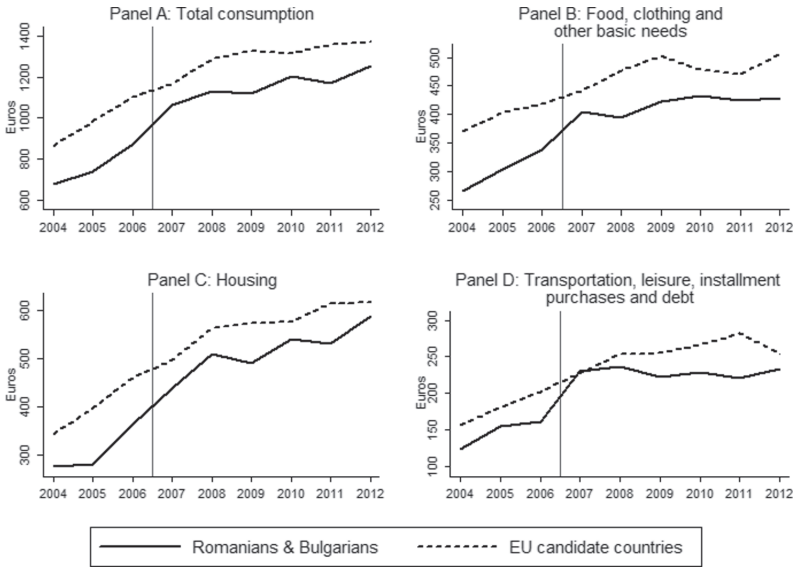 Panel A: Total consumption
Euros
1400
1200
1000
800
600
2004 2005 2006 2007 2008 2009 2010 2011 2012
Panel B: Food, clothing and
other basic needs
Euros
500
450
400
350
300
250
2004 2005 2006 2007 2008 2009 2010 2011 2012
Panel C: Housing
Euros
600
500
400
300
2004 2005 2006 2007 2008 2009 2010 2011 2012
Panel D: Transportation, leisure, installment
purchases and debt
Euros
300
250
200
150
100
2004 2005 2006 2007 2008 2009 2010 2011 2012
Romanians & Bulgarians EU candidate countries